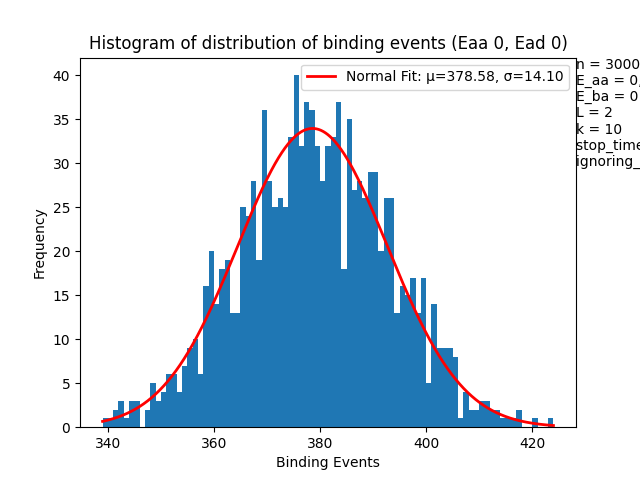 Histogram of distribution of binding events (Eaa 0, Ead 0)
n = 3000
E_aa = 0,
E_ba = 0
L = 2
k = 10
stop_time
ignoring_
Normal Fit: μ=378.58, σ=14.10
Frequency
40
35
30
25
20
15
10
5
0
340 360 380 400 420
Binding Events